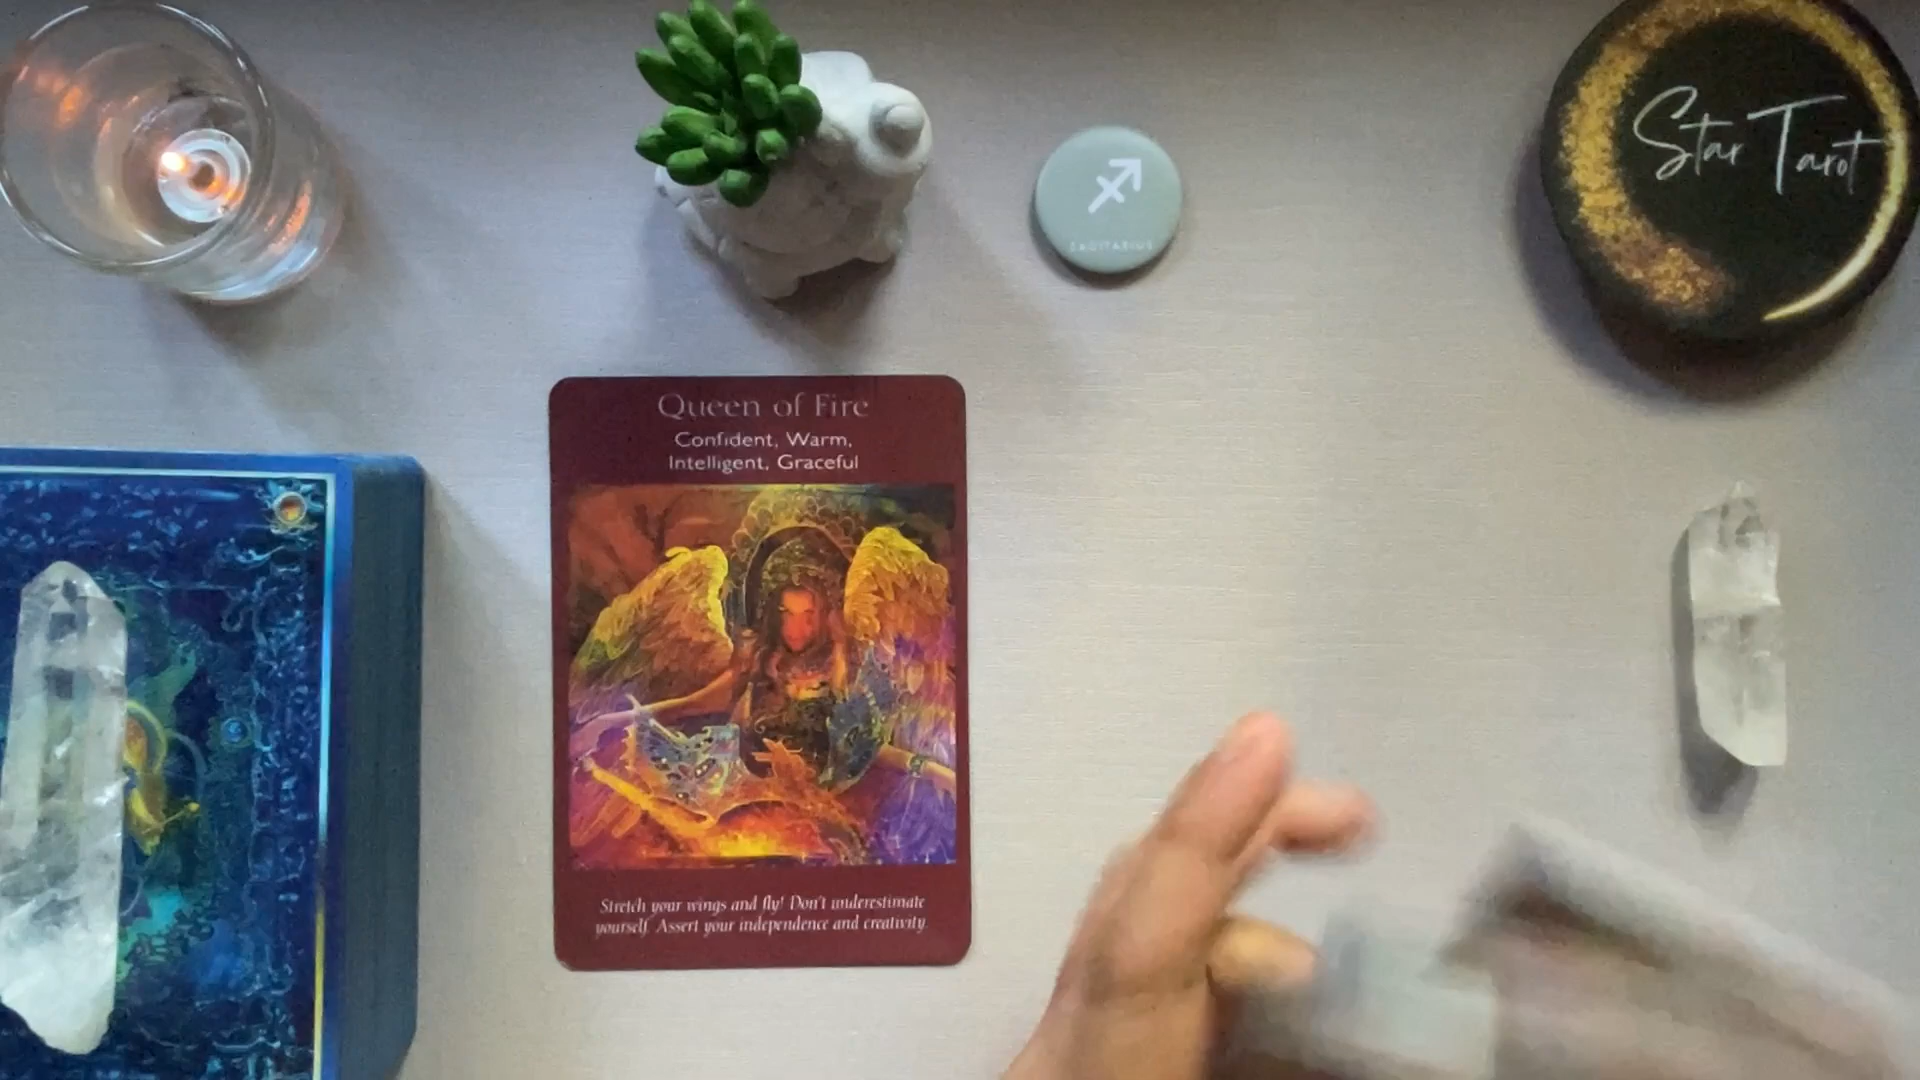 Star Tarot
SAGITARIUS
Queen of Fire
Confident, Warm,
Intelligent, Graceful
Stretch your wings and fly! Don't underestimate
yourself. Assert your independence and creativity.